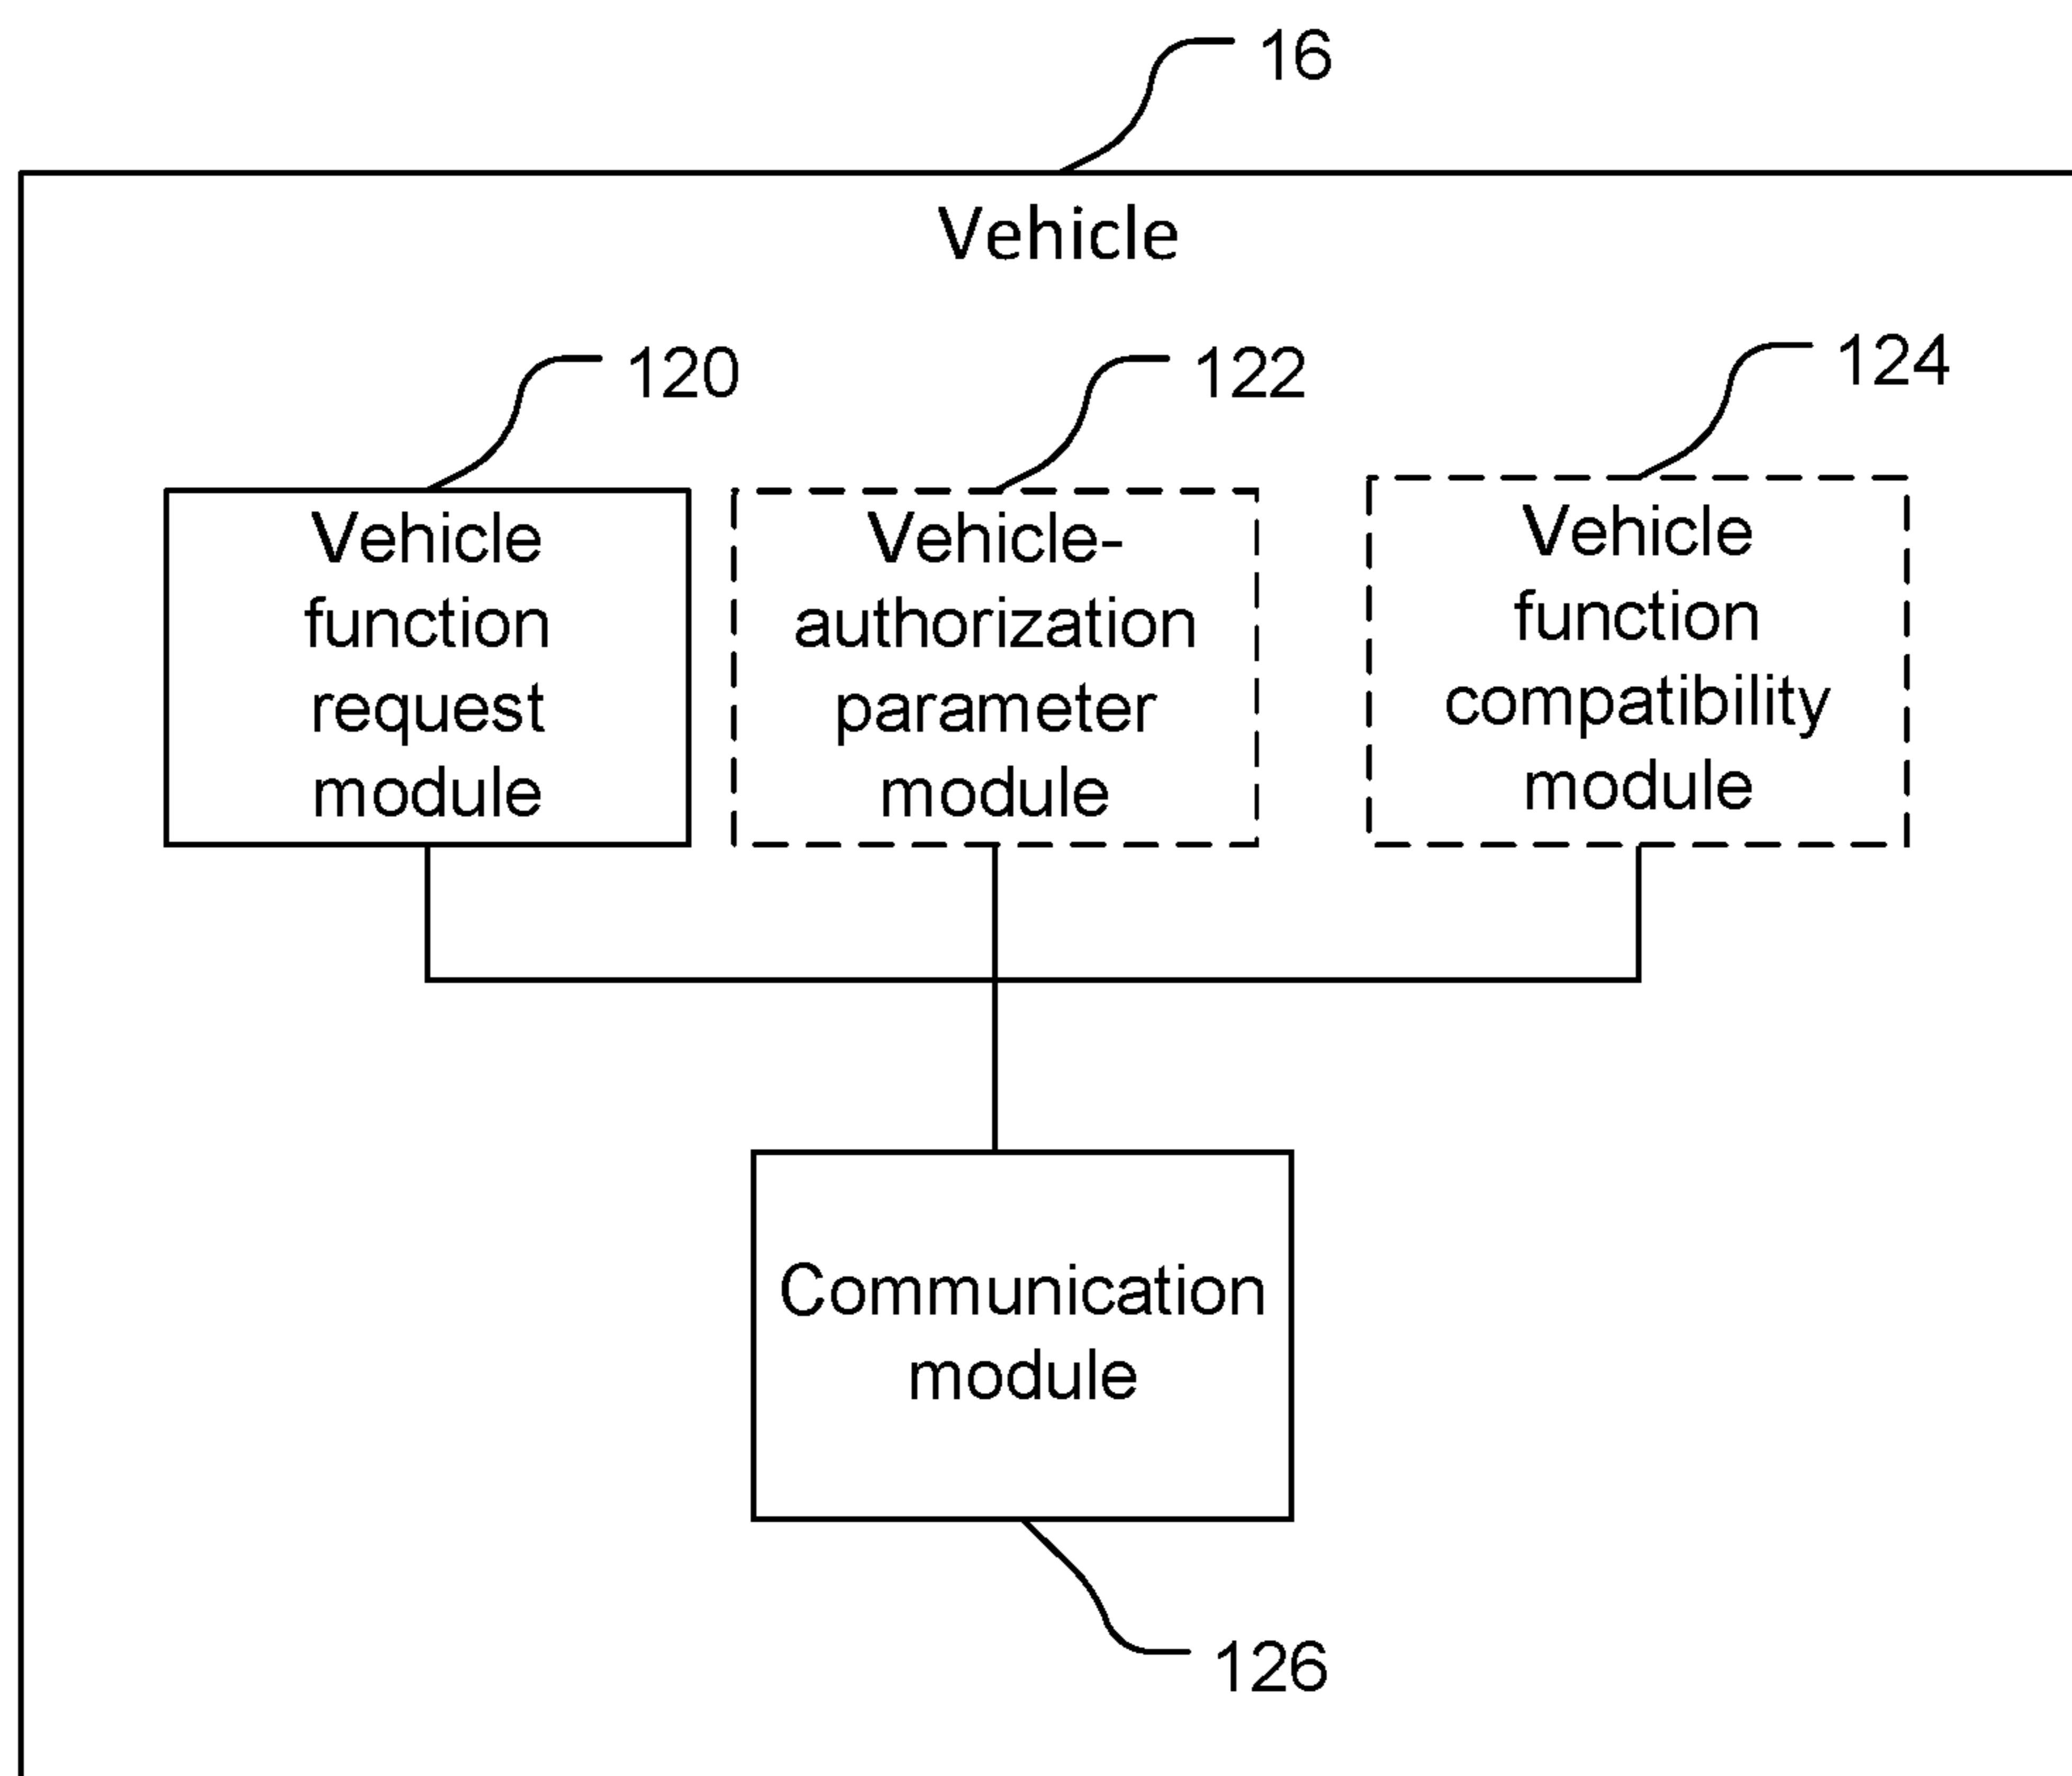 16
Vehicle
120
122
124
Vehicle
function
request
module
Vehicle-
authorization
parameter
module
Vehicle
function
compatibility
module
Communication
module
126